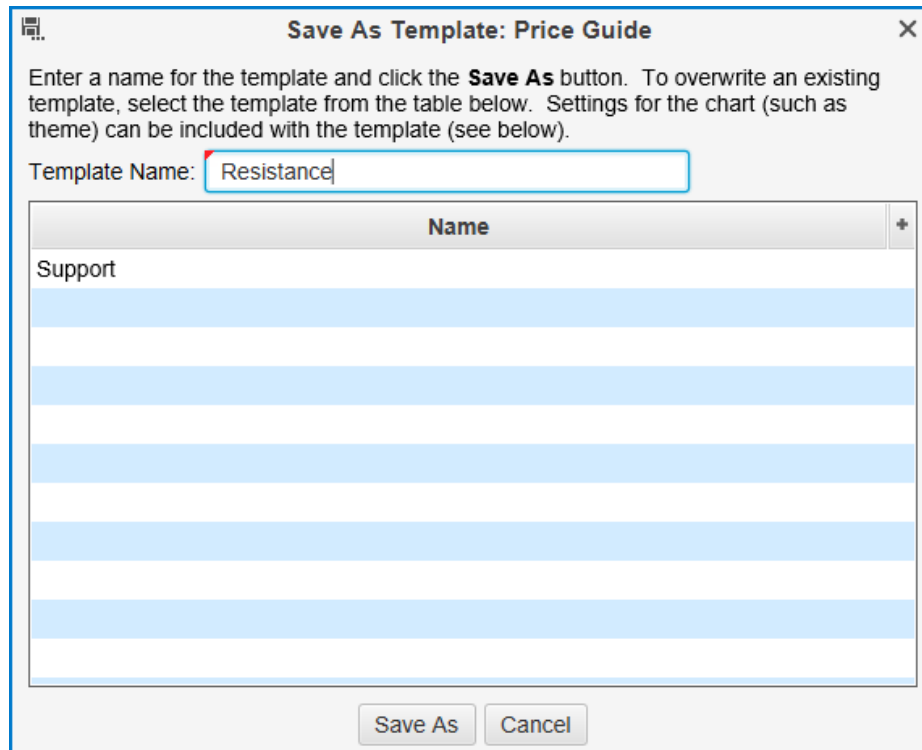 Save As Template: Price Guide
Enter a name for the template and click the Save As button. To overwrite an existing
template, select the template from the table below. Settings for the chart (such as
theme) can be included with the template (see below).
Template Name: Resistance
Name
Support
Save As Cancel